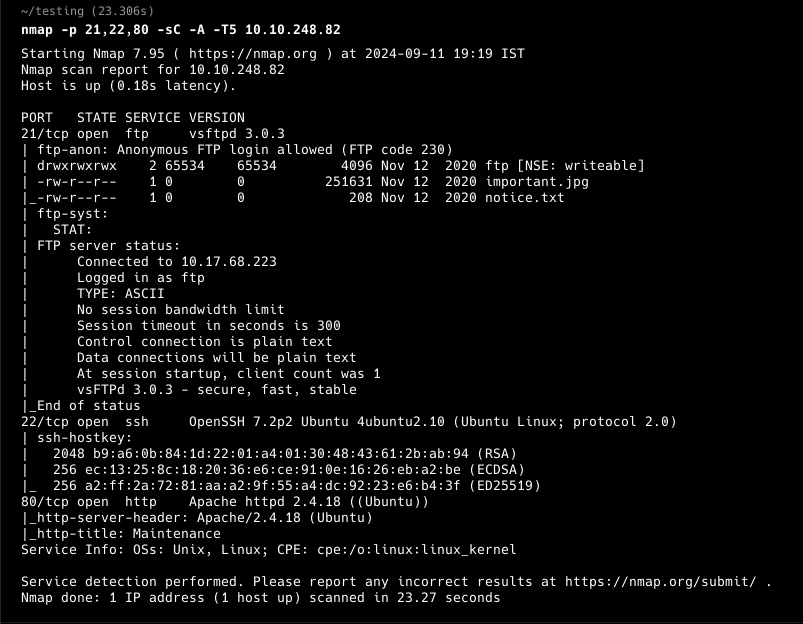 ~/testing (23.306s)
nmap -p 21,22,80 -sC -A -T5 10.10.248.82
Starting Nmap 7.95 ( https://nmap.org ) at 2024-09-11 19:19 IST
Nmap scan report for 10.10.248.82
Host is up (0.18s latency).

PORT   STATE SERVICE VERSION
21/tcp open  ftp     vsftpd 3.0.3
| ftp-anon: Anonymous FTP login allowed (FTP code 230)
| drwxrwxrwx    2 65534    65534        4096 Nov 12  2020 ftp [NSE: writeable]
| -rw-r--r--    1 0        0          251631 Nov 12  2020 important.jpg
|_-rw-r--r--    1 0        0             208 Nov 12  2020 notice.txt
| ftp-syst:
|   STAT:
| FTP server status:
|      Connected to 10.17.68.223
|      Logged in as ftp
|      TYPE: ASCII
|      No session bandwidth limit
|      Session timeout in seconds is 300
|      Control connection is plain text
|      Data connections will be plain text
|      At session startup, client count was 1
|      vsFTPd 3.0.3 - secure, fast, stable
|_End of status
22/tcp open  ssh     OpenSSH 7.2p2 Ubuntu 4ubuntu2.10 (Ubuntu Linux; protocol 2.0)
| ssh-hostkey:
|   2048 b9:a6:0b:84:1d:22:01:a4:01:30:48:43:61:2b:ab:94 (RSA)
|   256 ec:13:25:8c:18:20:36:e6:ce:91:0e:16:26:eb:a2:be (ECDSA)
|_  256 a2:ff:2a:72:81:aa:a2:9f:55:a4:dc:92:23:e6:b4:3f (ED25519)
80/tcp open  http    Apache httpd 2.4.18 ((Ubuntu))
|_http-server-header: Apache/2.4.18 (Ubuntu)
|_http-title: Maintenance
Service Info: OSs: Unix, Linux; CPE: cpe:/o:linux:linux_kernel

Service detection performed. Please report any incorrect results at https://nmap.org/submit/ .
Nmap done: 1 IP address (1 host up) scanned in 23.27 seconds